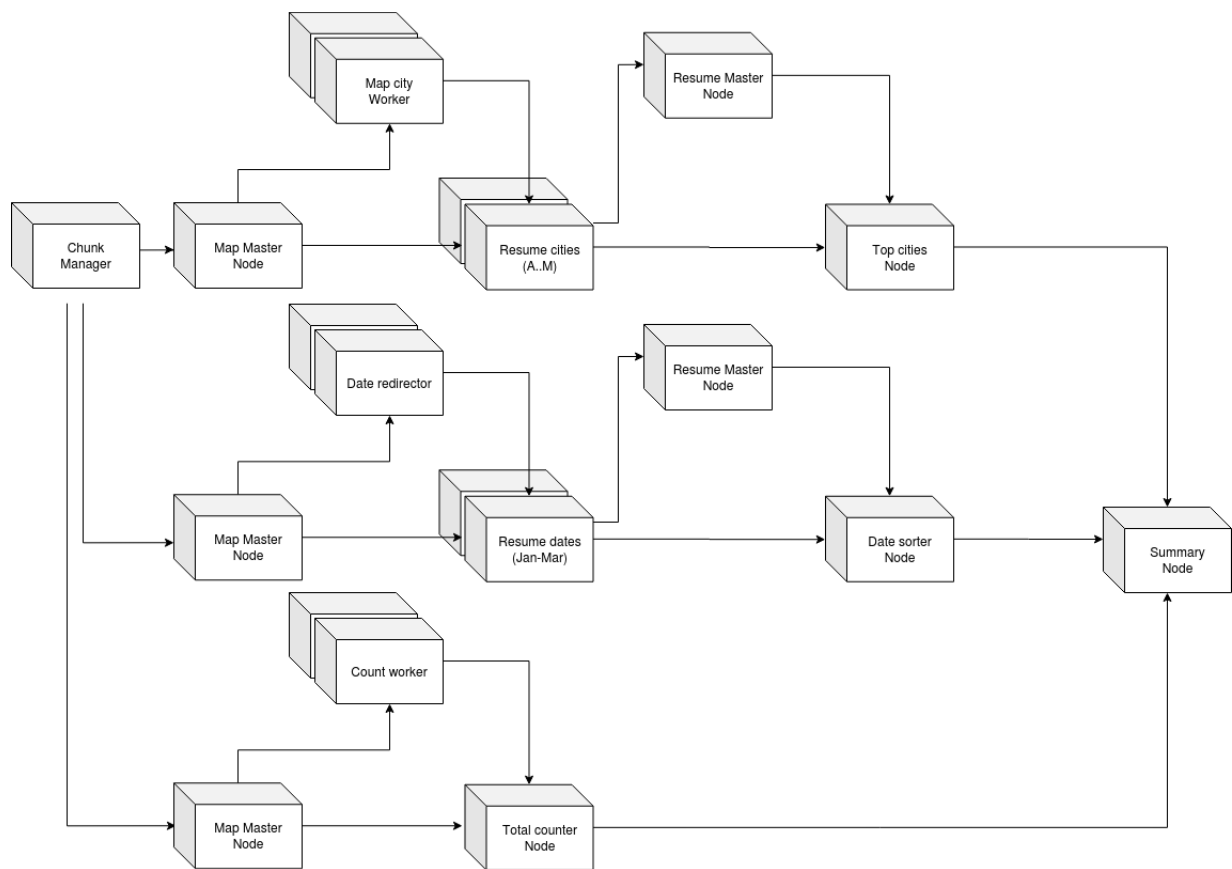 Map city
Worker
Resume Master
Node
Chunk
Manager
Map Master
Node
Resume cities
(A..M)
Top cities
Node
Date redirector
Resume Master
Node
Map Master
Node
Resume dates
(Jan-Mar)
Date sorter
Node
Summary
Node
Count worker
Map Master
Node
Total counter
Node